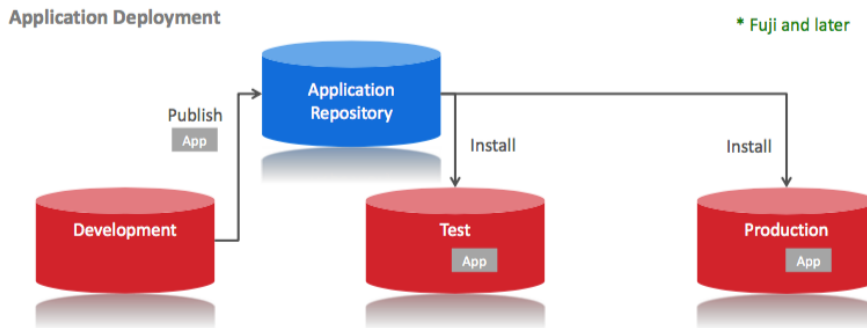 Application Deployment
* Fuji and later
Application
Repository
Publish
App
Install
Install
Development
Test
App
Production
App